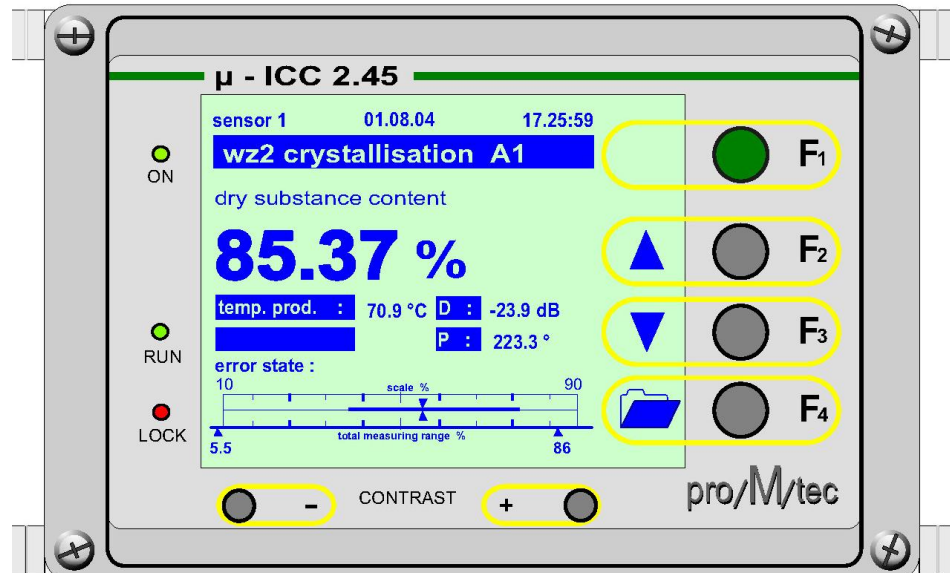 µ - ICC 2.45
sensor 1 01.08.04 17.25:59
wz2 crystallisation A1
F1
ON
dry substance content
85.37 %
F2
temp. prod. : 70.9 °C D : -23.9 dB
P : 223.3 °
F3
RUN
error state :
10 scale % 90
F4
LOCK
total measuring range %
5.5 86
- CONTRAST +
pro/M/tec